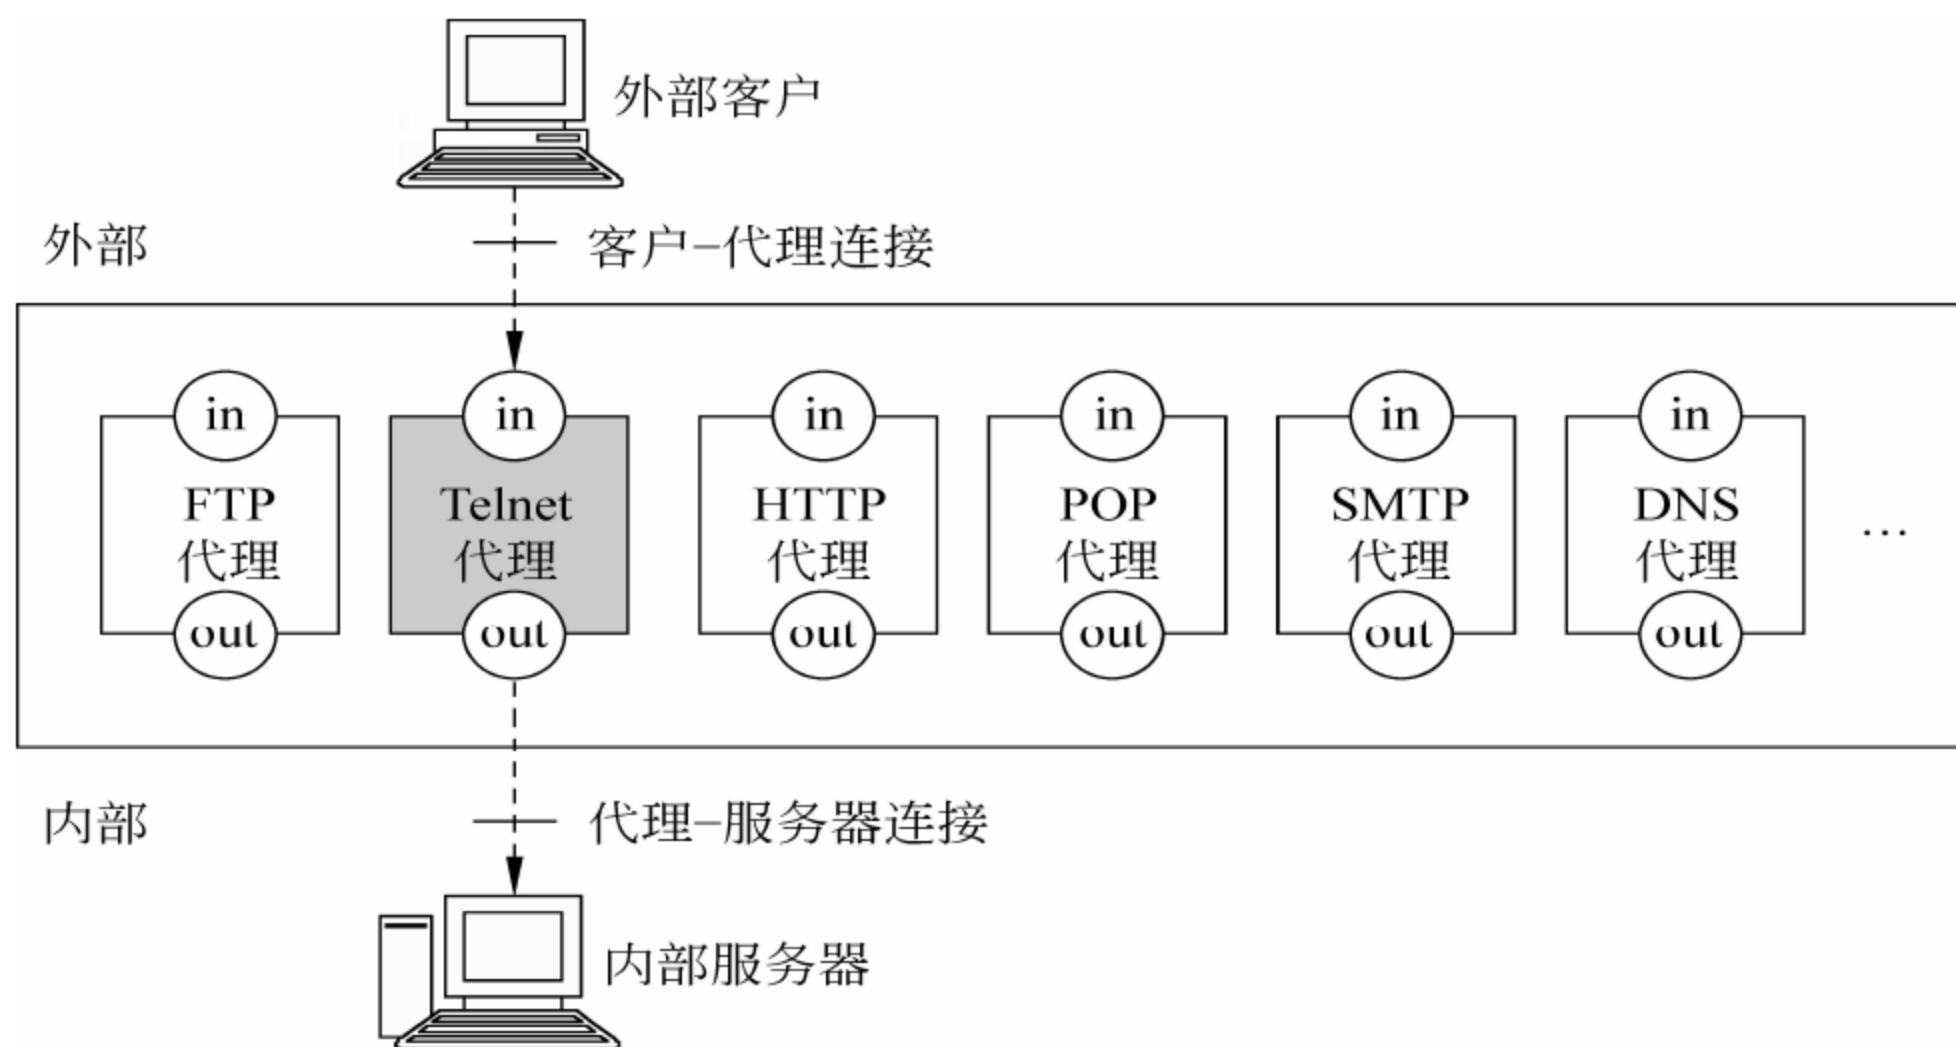 外部客户
外部
客户–代理连接
in in in in in in
FTP Telnet HTTP POP SMTP DNS
代理 代理 代理 代理 代理 代理
…
out out out out out out
内部
代理–服务器连接
内部服务器